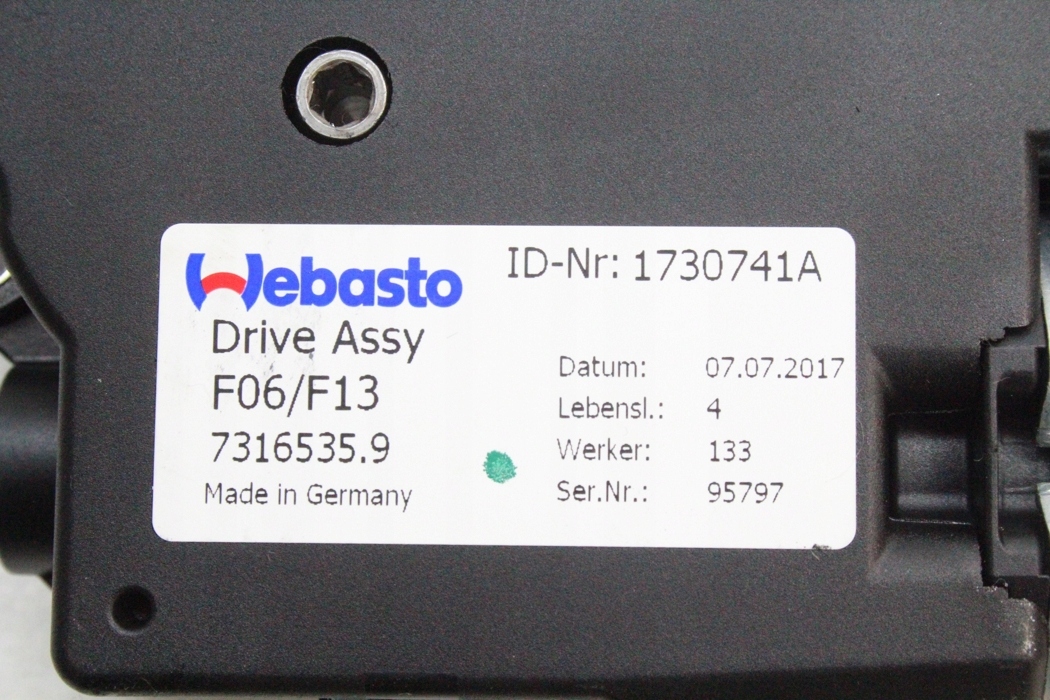 Webasto
ID-Nr: 1730741A
Drive Assy
F06/F13
7316535.9
Made in Germany
Datum: 07.07.2017
Lebensl.: 4
Werker: 133
Ser.Nr.: 95797